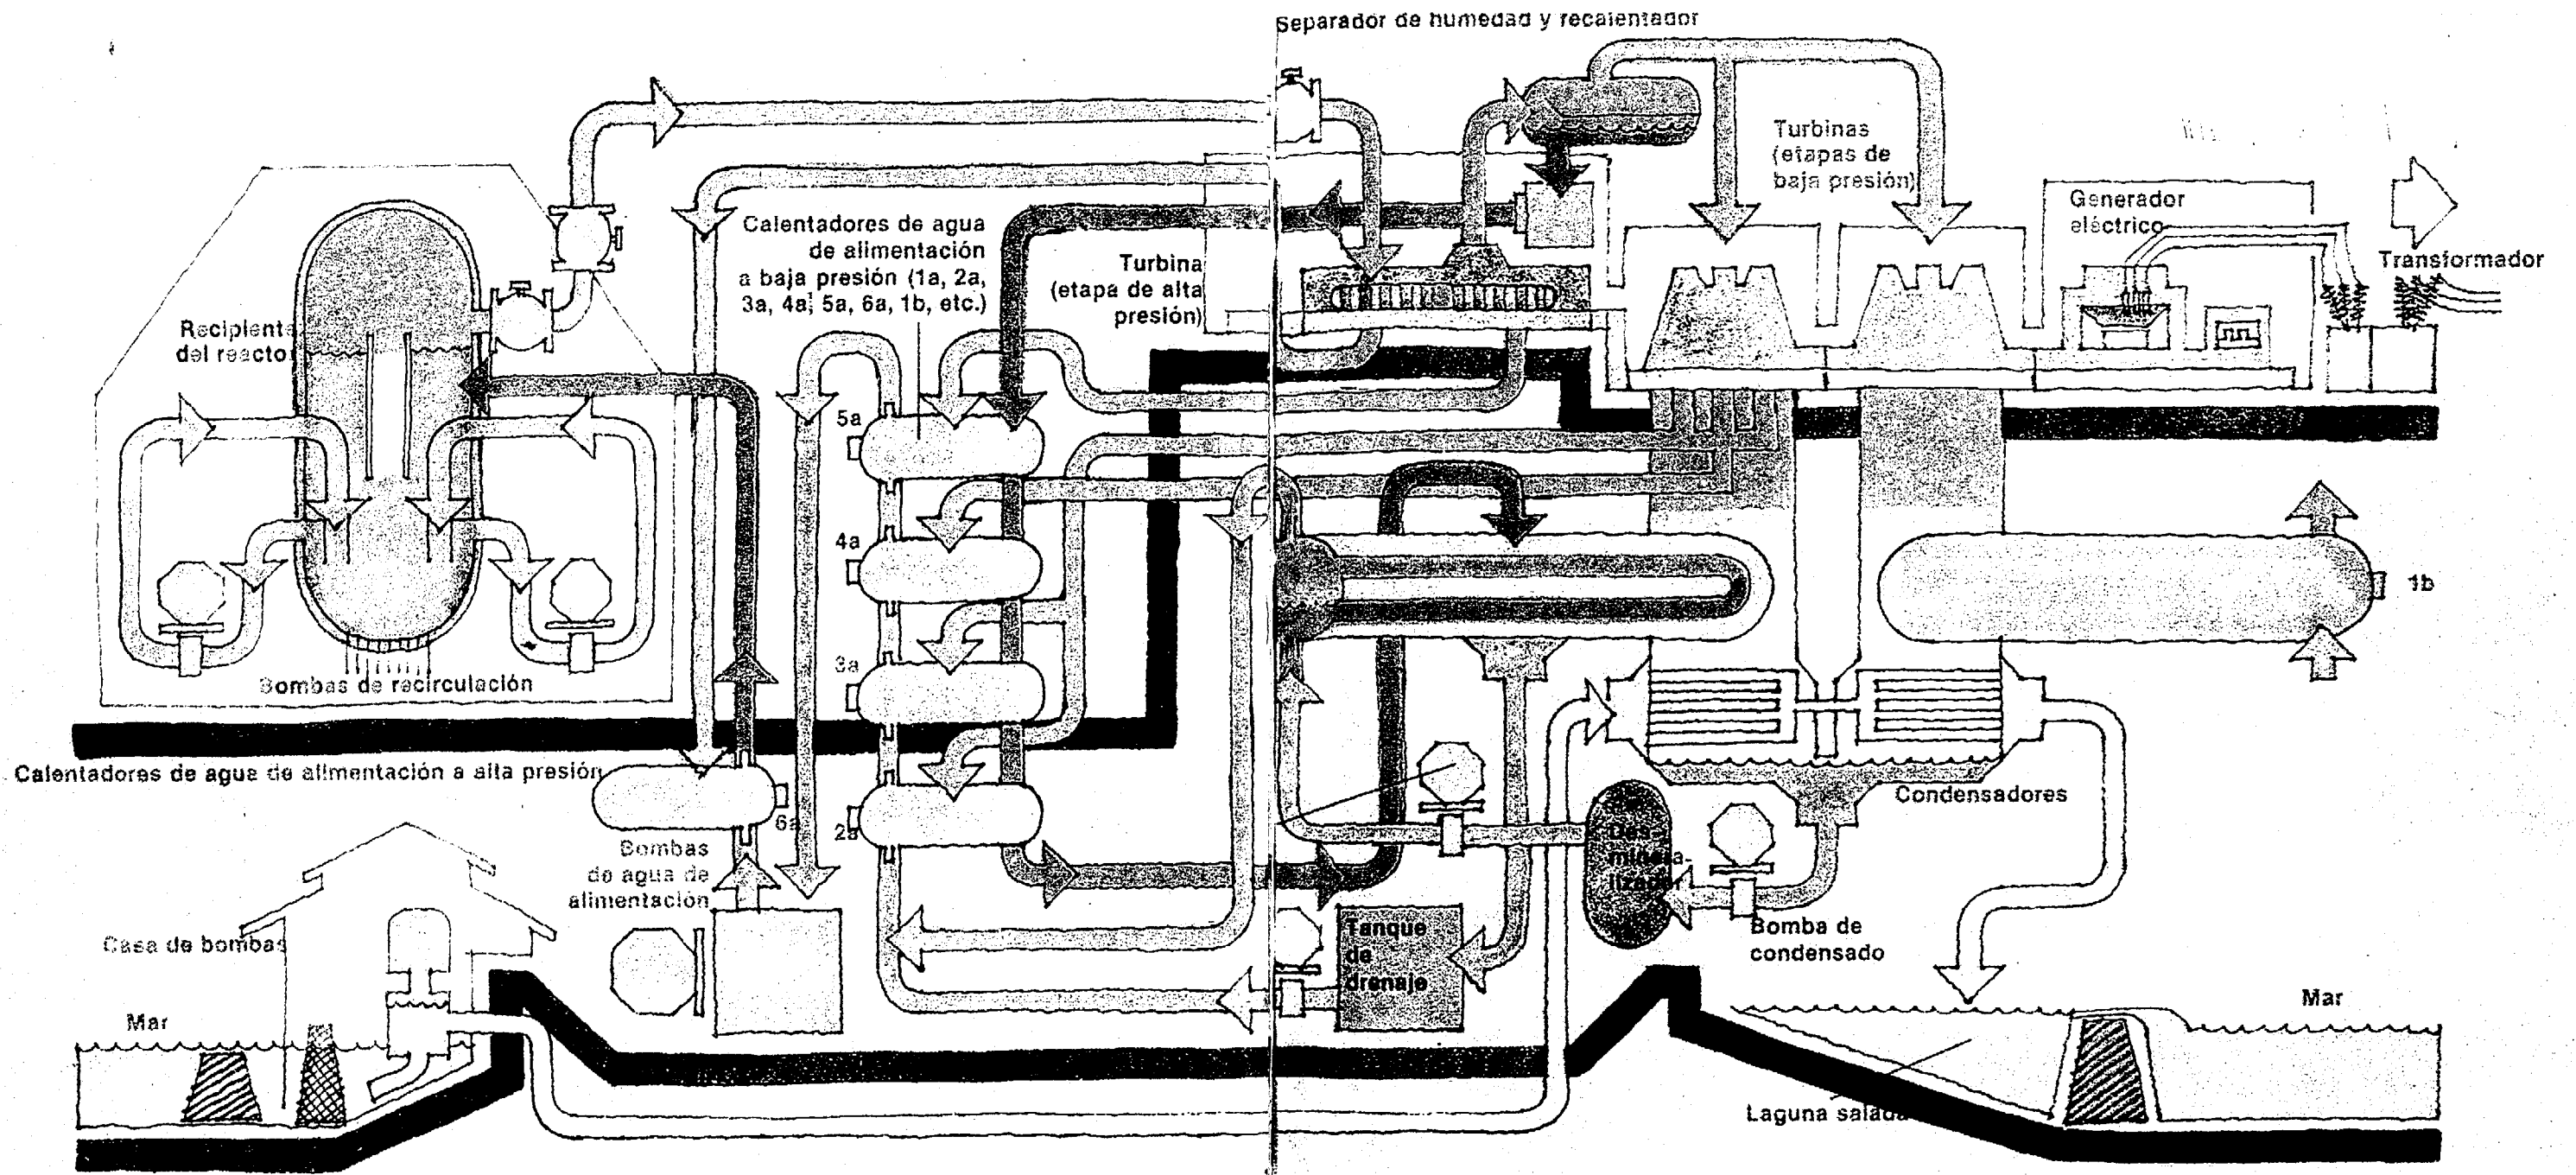 Separador de humedad y recalentador
Turbinas
(etapas de
baja presión)
Generador
eléctrico
Transformador
Calentadores de agua
de alimentación
a baja presión (1a, 2a,
3a, 4a, 5a, 6a, 1b, etc.)
Turbina
(etapa de alta
presión)
Recipiente
del reactor
5a
4a
1b
3a
Bombas de recirculación
Calentadores de agua de alimentación a alta presión
6a
2a
Condensadores
Des-
minera-
lizador
Bombas
de agua de
alimentación
Casa de bombas
Tanque
de
drenaje
Bomba de
condensado
Mar
Mar
Laguna salada